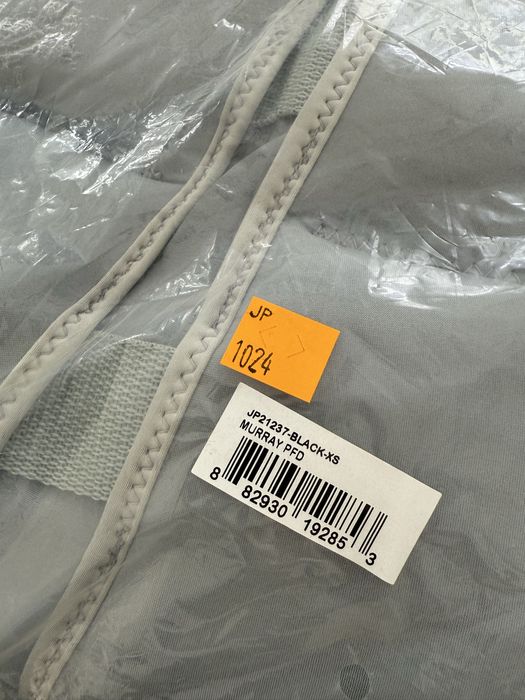 JP
1024
JP21237-BLACK-XS
MURRAY PFD
8 82930 19285 3